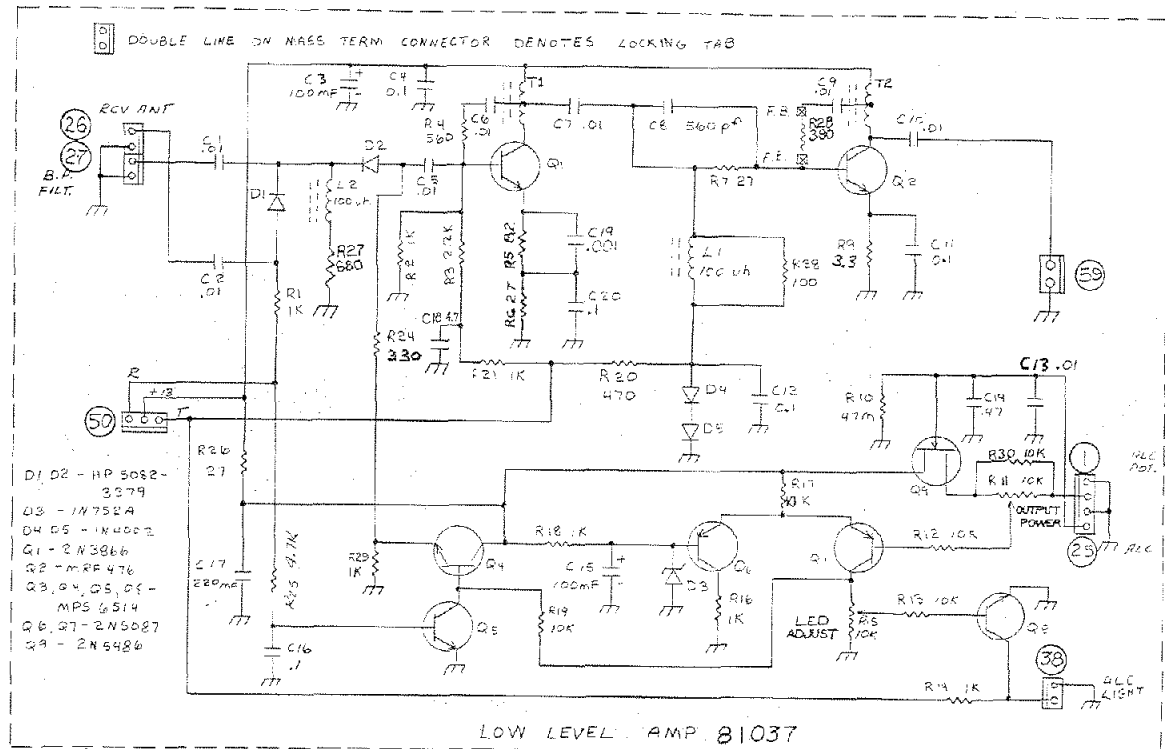 DOUBLE LINE ON MASS TERM CONNECTOR DENOTES LOCKING TAB
RCV ANT
26
27
B.P.
FILT.
C3
100mF
C4
0.1
R4
560
C6
.01
T1
C7 .01
C8 560pf
F.B.
F.B.
C9
.01
R28
390
T2
C10
.01
.01
D1
D2
L2
100uh
C5
.01
Q1
R7 27
Q2
C2
.01
R1
1K
R27
680
R2 1K
R3 2.2K
R5 82
C19
.001
R6 27
C20
.1
L1
100 uh
R38
100
R9
3.3
C11
0.1
59
R24
330
C18 4.7
R21 1K
R20
470
D4
D5
C12
0.1
R10
47m
C14
.47
C13 .01
R
+13
T
50
R26
27
D1, D2 - HP 5082-
3379
D3 - 1N752A
D4 D5 - 1N4002
Q1 - 2N3866
Q2 - MRF 476
MPS 6514
Q6, Q7 - 2N5087
Q9 - 2N5486
C17
220mF
R25 4.7K
C16
.1
R29
1K
Q4
Q5
R18 1K
C15
100mF
R19
10K
D3
Q6
R16
1K
R17
Q9
R30 10K
R11 10K
OUTPUT
POWER
1
ALC
POT.
25
ALC
R12 10K
LED
ADJUST
R15
10K
R13 10K
Q8
38
ALC
LIGHT
R14 1K
LOW LEVEL AMP 81037